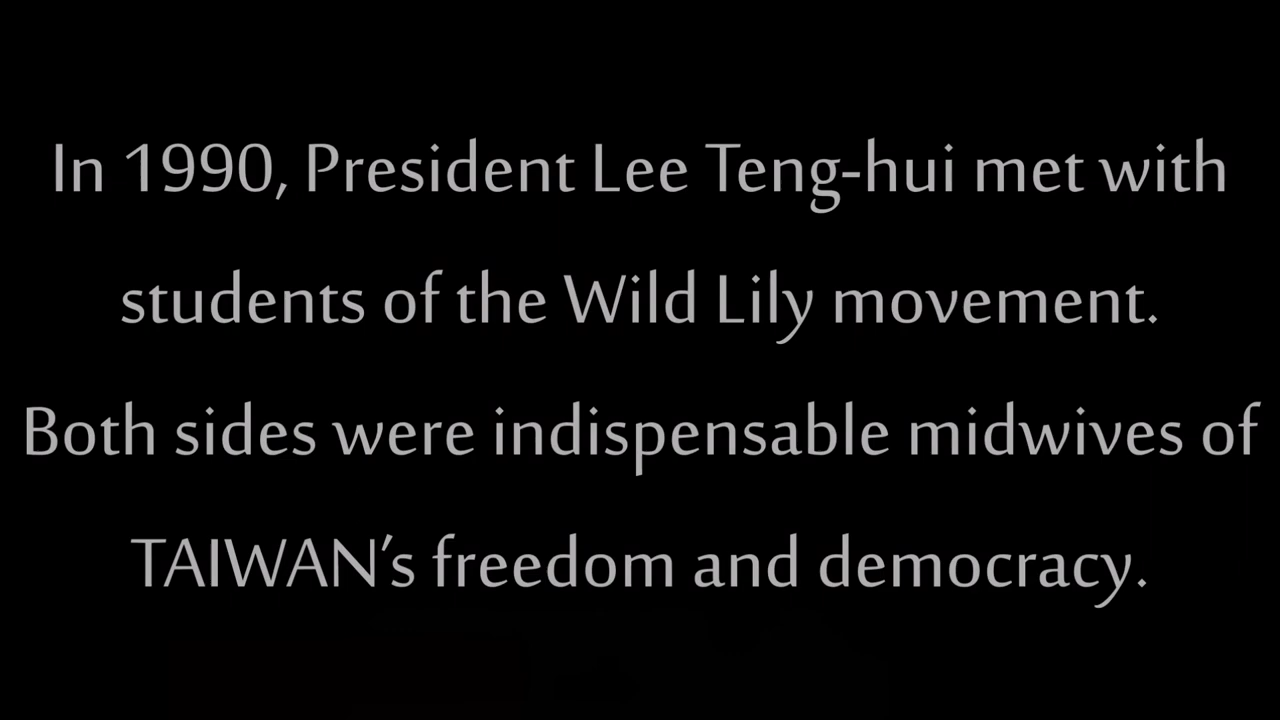 In 1990, President Lee Teng-hui met with
students of the Wild Lily movement.
Both sides were indispensable midwives of
TAIWAN’s freedom and democracy.